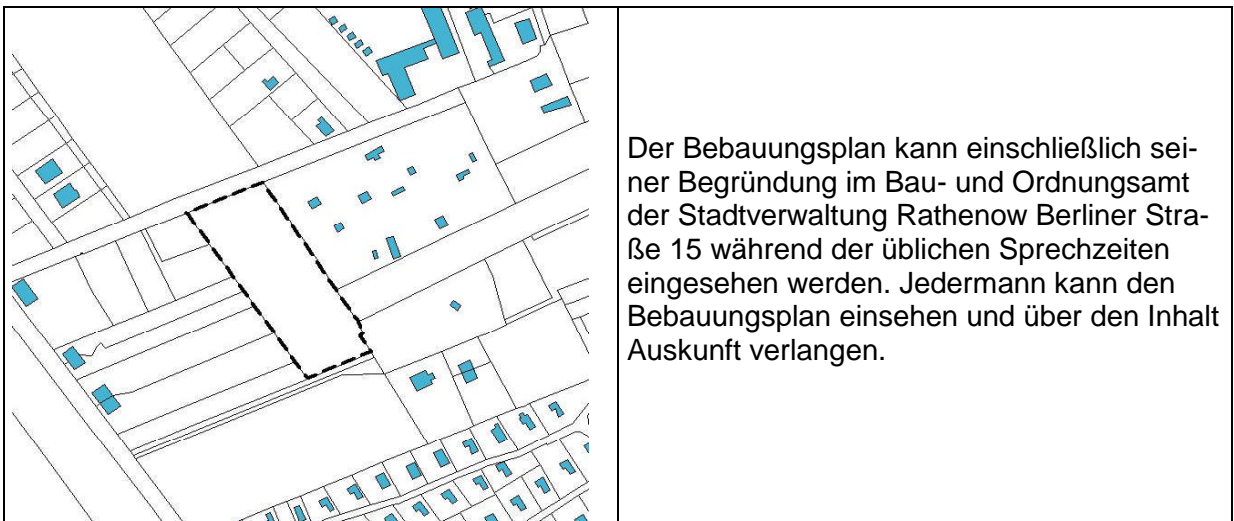 Der Bebauungsplan kann einschließlich sei-
ner Begründung im Bau- und Ordnungsamt
der Stadtverwaltung Rathenow Berliner Stra-
ße 15 während der üblichen Sprechzeiten
eingesehen werden. Jedermann kann den
Bebauungsplan einsehen und über den Inhalt
Auskunft verlangen.